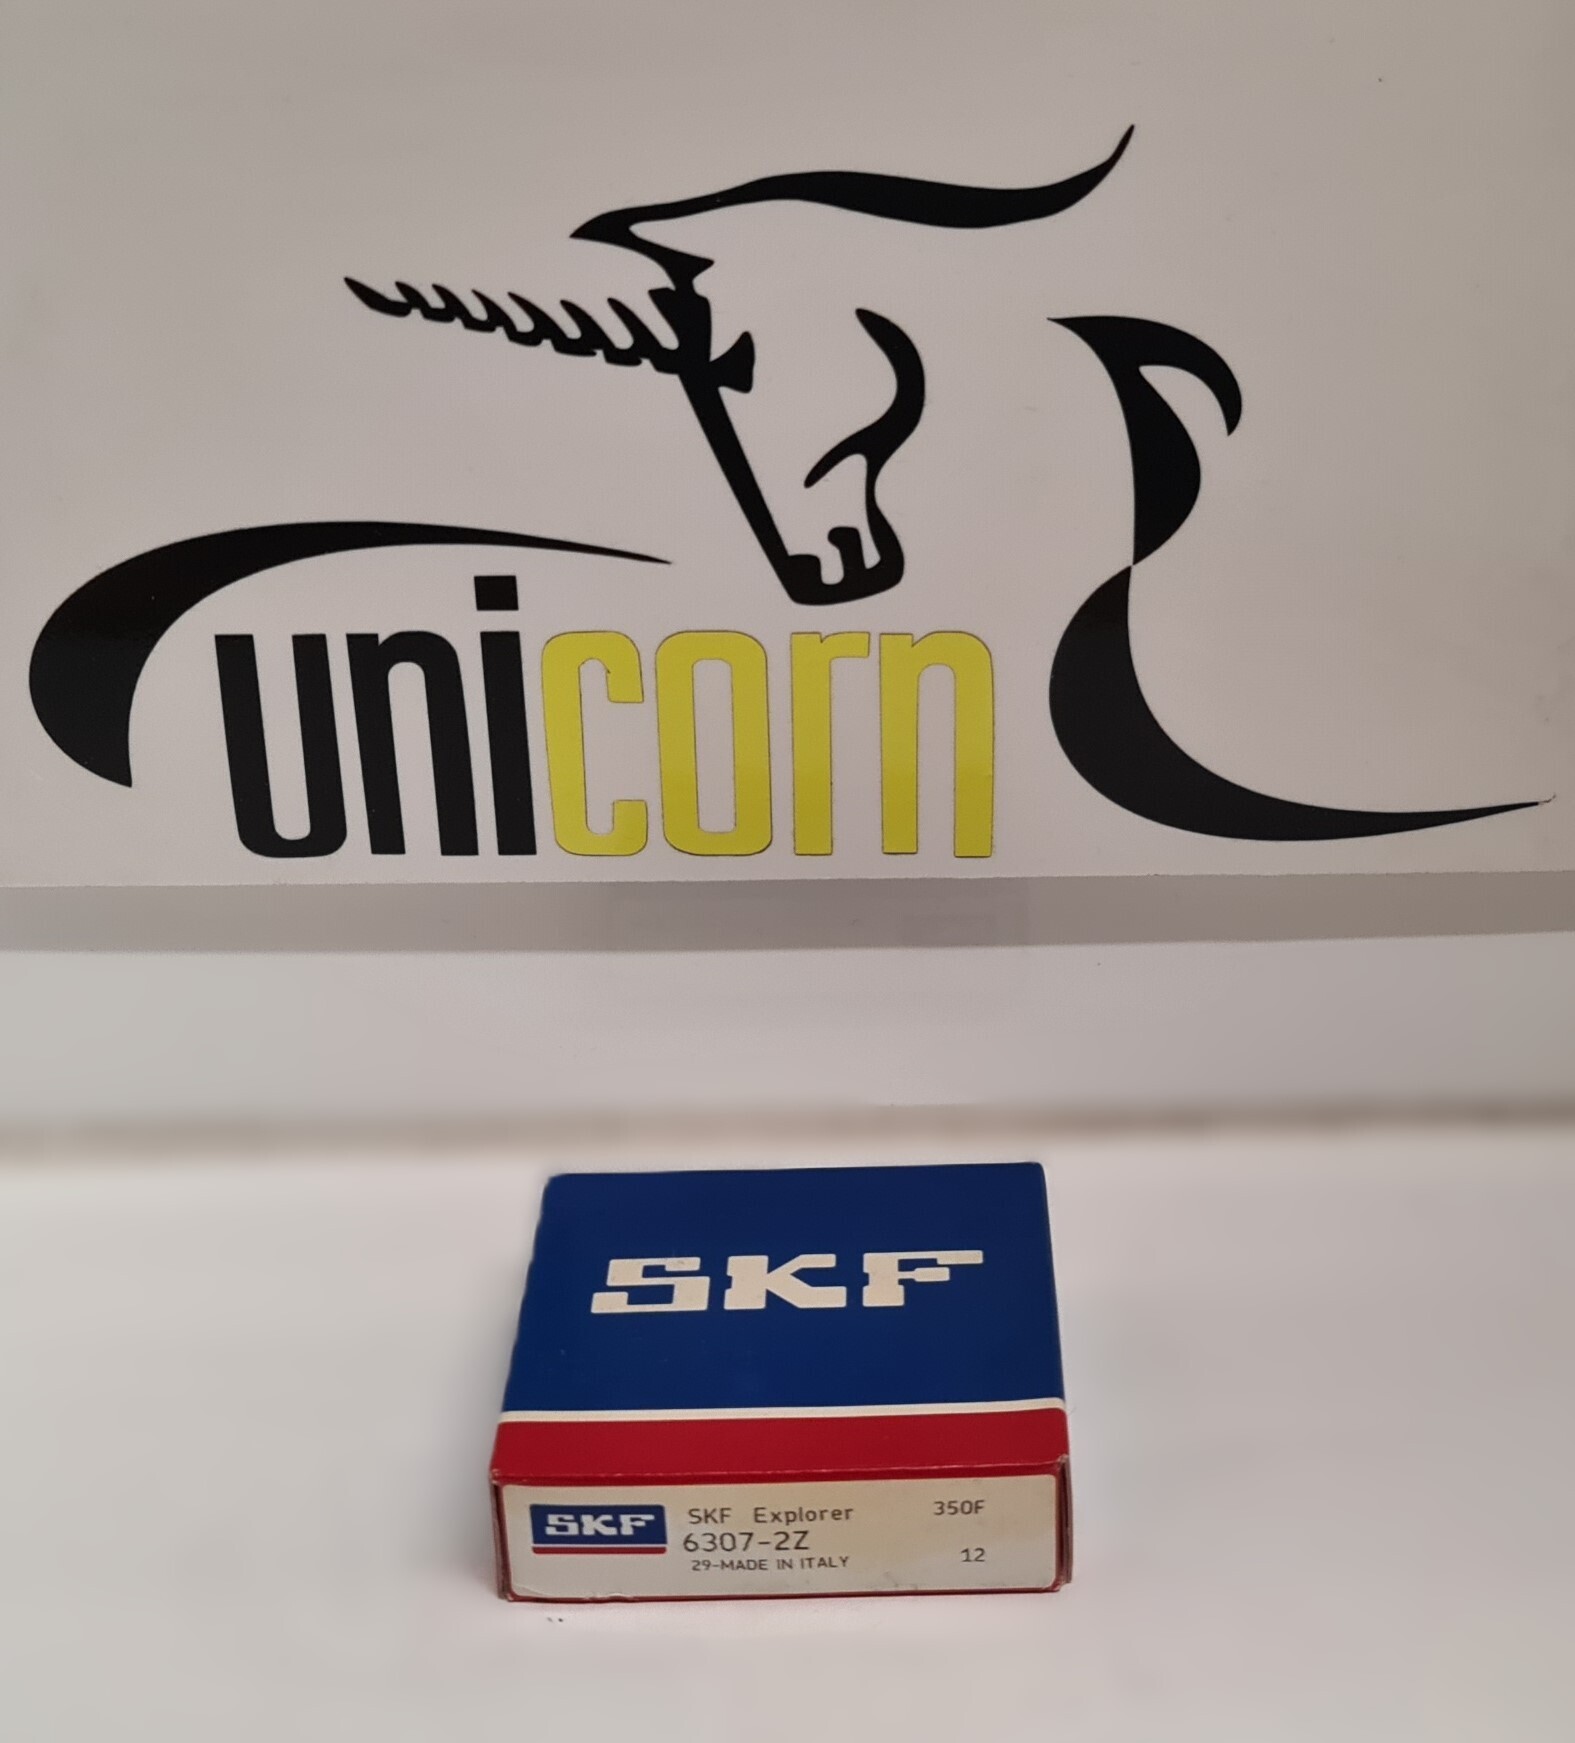 unicorn
SKF
SKF
SKF Explorer
350F
6307-2Z
29-MADE IN ITALY
12